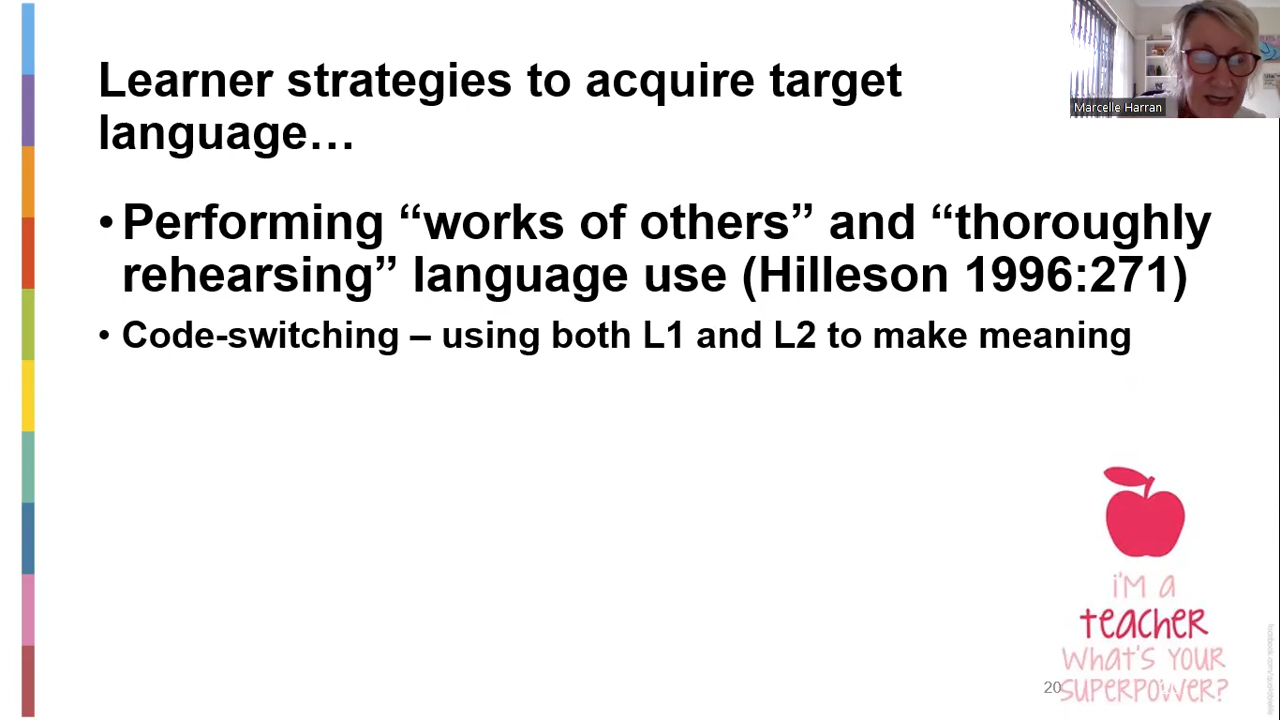 Learner strategies to acquire target
language…
• Performing “works of others” and “thoroughly
rehearsing” language use (Hilleson 1996:271)
• Code-switching – using both L1 and L2 to make meaning
Marcelle Harran
i'm a
teacher
what's your
superpower?
20